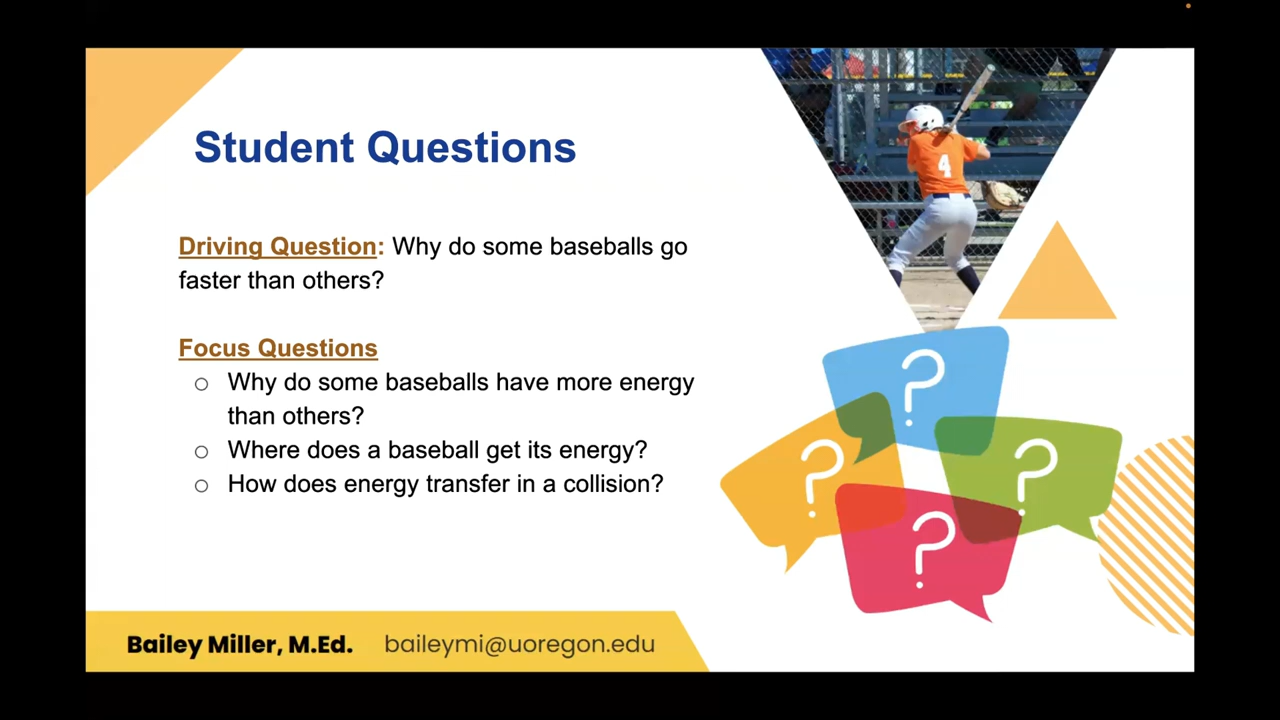 Student Questions
Driving Question: Why do some baseballs go
faster than others?
Focus Questions
○ Why do some baseballs have more energy
than others?
○ Where does a baseball get its energy?
○ How does energy transfer in a collision?
4
?
?
?
?
Bailey Miller, M.Ed. baileymi@uoregon.edu